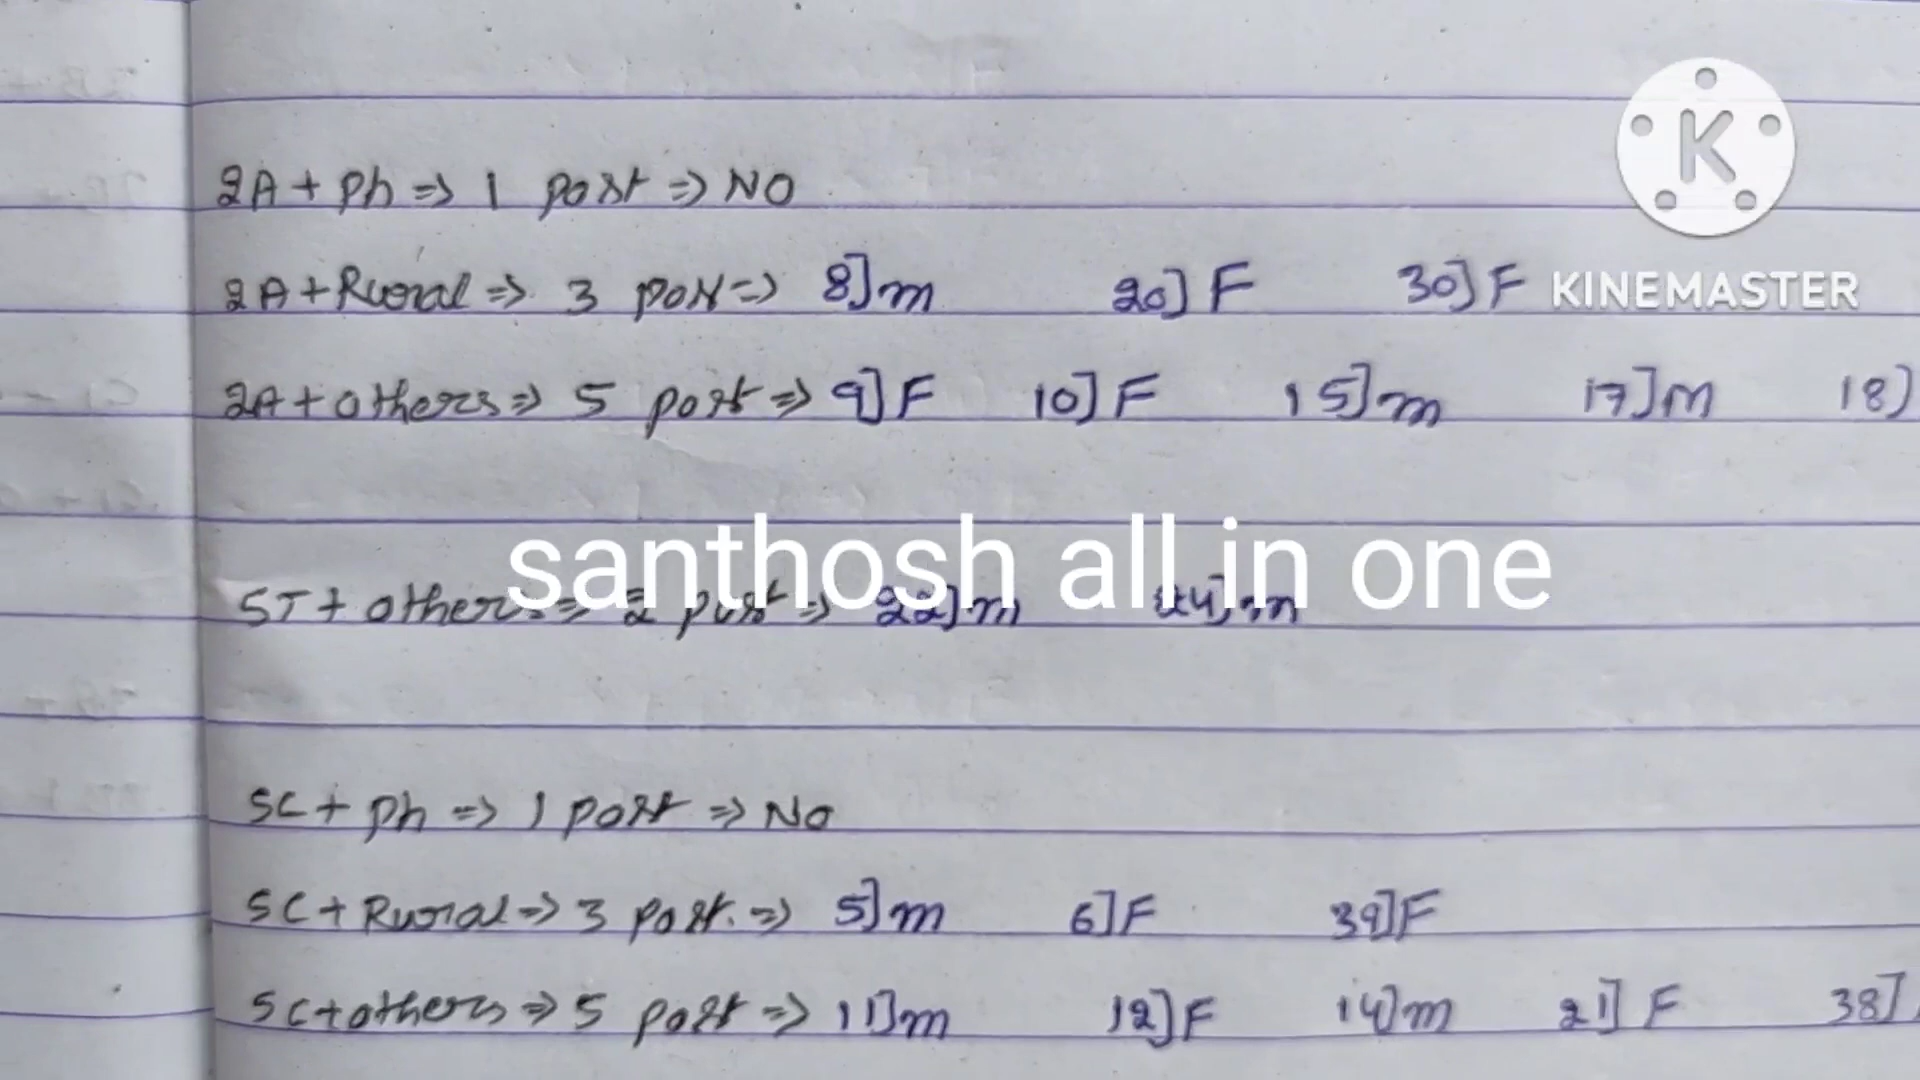 2A + Ph => 1 post => NO
2A + Rural => 3 post => 8]m 20] F 30] F
KINEMASTER
2A + others => 5 post => 9] F 10] F 15] m 17] m 18)
santhosh all in one
ST + others => 2 post => 22] m 24] m
SC + Ph => 1 post => NO
SC + Rural => 3 post. => 5] m 6] F 39] F
SC + others => 5 post => 11] m 12] F 14] m 21] F 38]